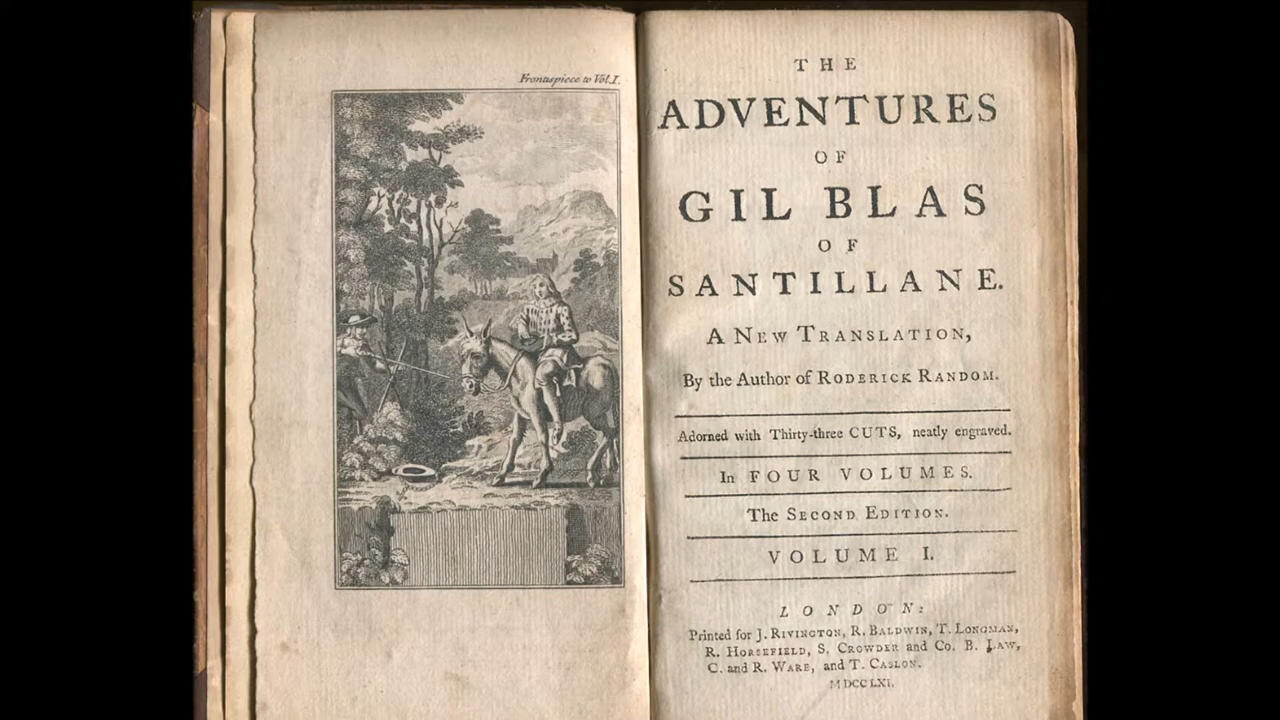 Frontispiece to Vol. I.
THE
ADVENTURES
OF
GIL BLAS
OF
SANTILLANE.
A NEW TRANSLATION,
By the Author of RODERICK RANDOM.
Adorned with Thirty-three CUTS, neatly engraved.
In FOUR VOLUMES.
The SECOND EDITION.
VOLUME I.
LONDON:
Printed for J. RIVINGTON, R. BALDWIN, T. LONGMAN,
R. HORSEFIELD, S. CROWDER and Co. B. LAW,
C. and R. WARE, and T. CASLON.
MDCCLXI.